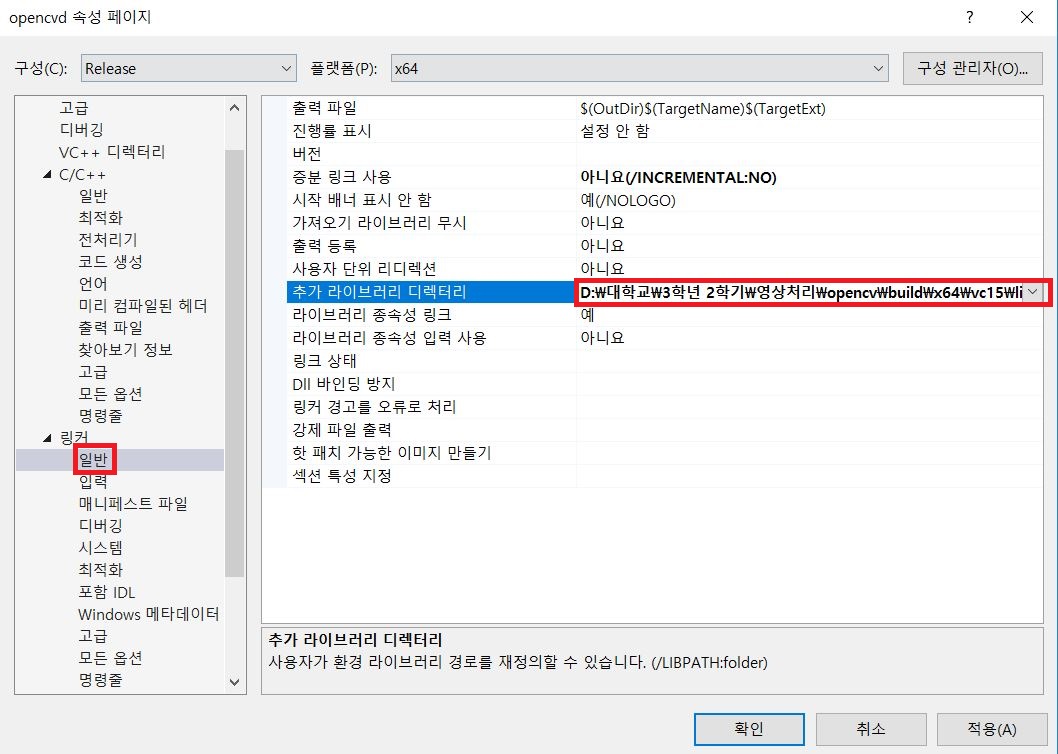 opencvd 속성 페이지
구성(C): Release 플랫폼(P): x64 구성 관리자(O)...
고급
디버깅
VC++ 디렉터리
C/C++
일반
최적화
전처리기
코드 생성
언어
미리 컴파일된 헤더
출력 파일
찾아보기 정보
고급
모든 옵션
명령줄
링커
일반
입력
매니페스트 파일
디버깅
시스템
최적화
포함 IDL
Windows 메타데이터
고급
모든 옵션
명령줄
출력 파일 $(OutDir)$(TargetName)$(TargetExt)
진행률 표시 설정 안 함
버전
증분 링크 사용 아니요(/INCREMENTAL:NO)
시작 배너 표시 안 함 예(/NOLOGO)
가져오기 라이브러리 무시 아니요
출력 등록 아니요
사용자 단위 리디렉션 아니요
추가 라이브러리 디렉터리 D:₩대학교₩3학년 2학기₩영상처리₩opencv₩build₩x64₩vc15₩li
라이브러리 종속성 링크 예
라이브러리 종속성 입력 사용 아니요
링크 상태
Dll 바인딩 방지
링커 경고를 오류로 처리
강제 파일 출력
핫 패치 가능한 이미지 만들기
섹션 특성 지정
추가 라이브러리 디렉터리
사용자가 환경 라이브러리 경로를 재정의할 수 있습니다. (/LIBPATH:folder)
확인 취소 적용(A)